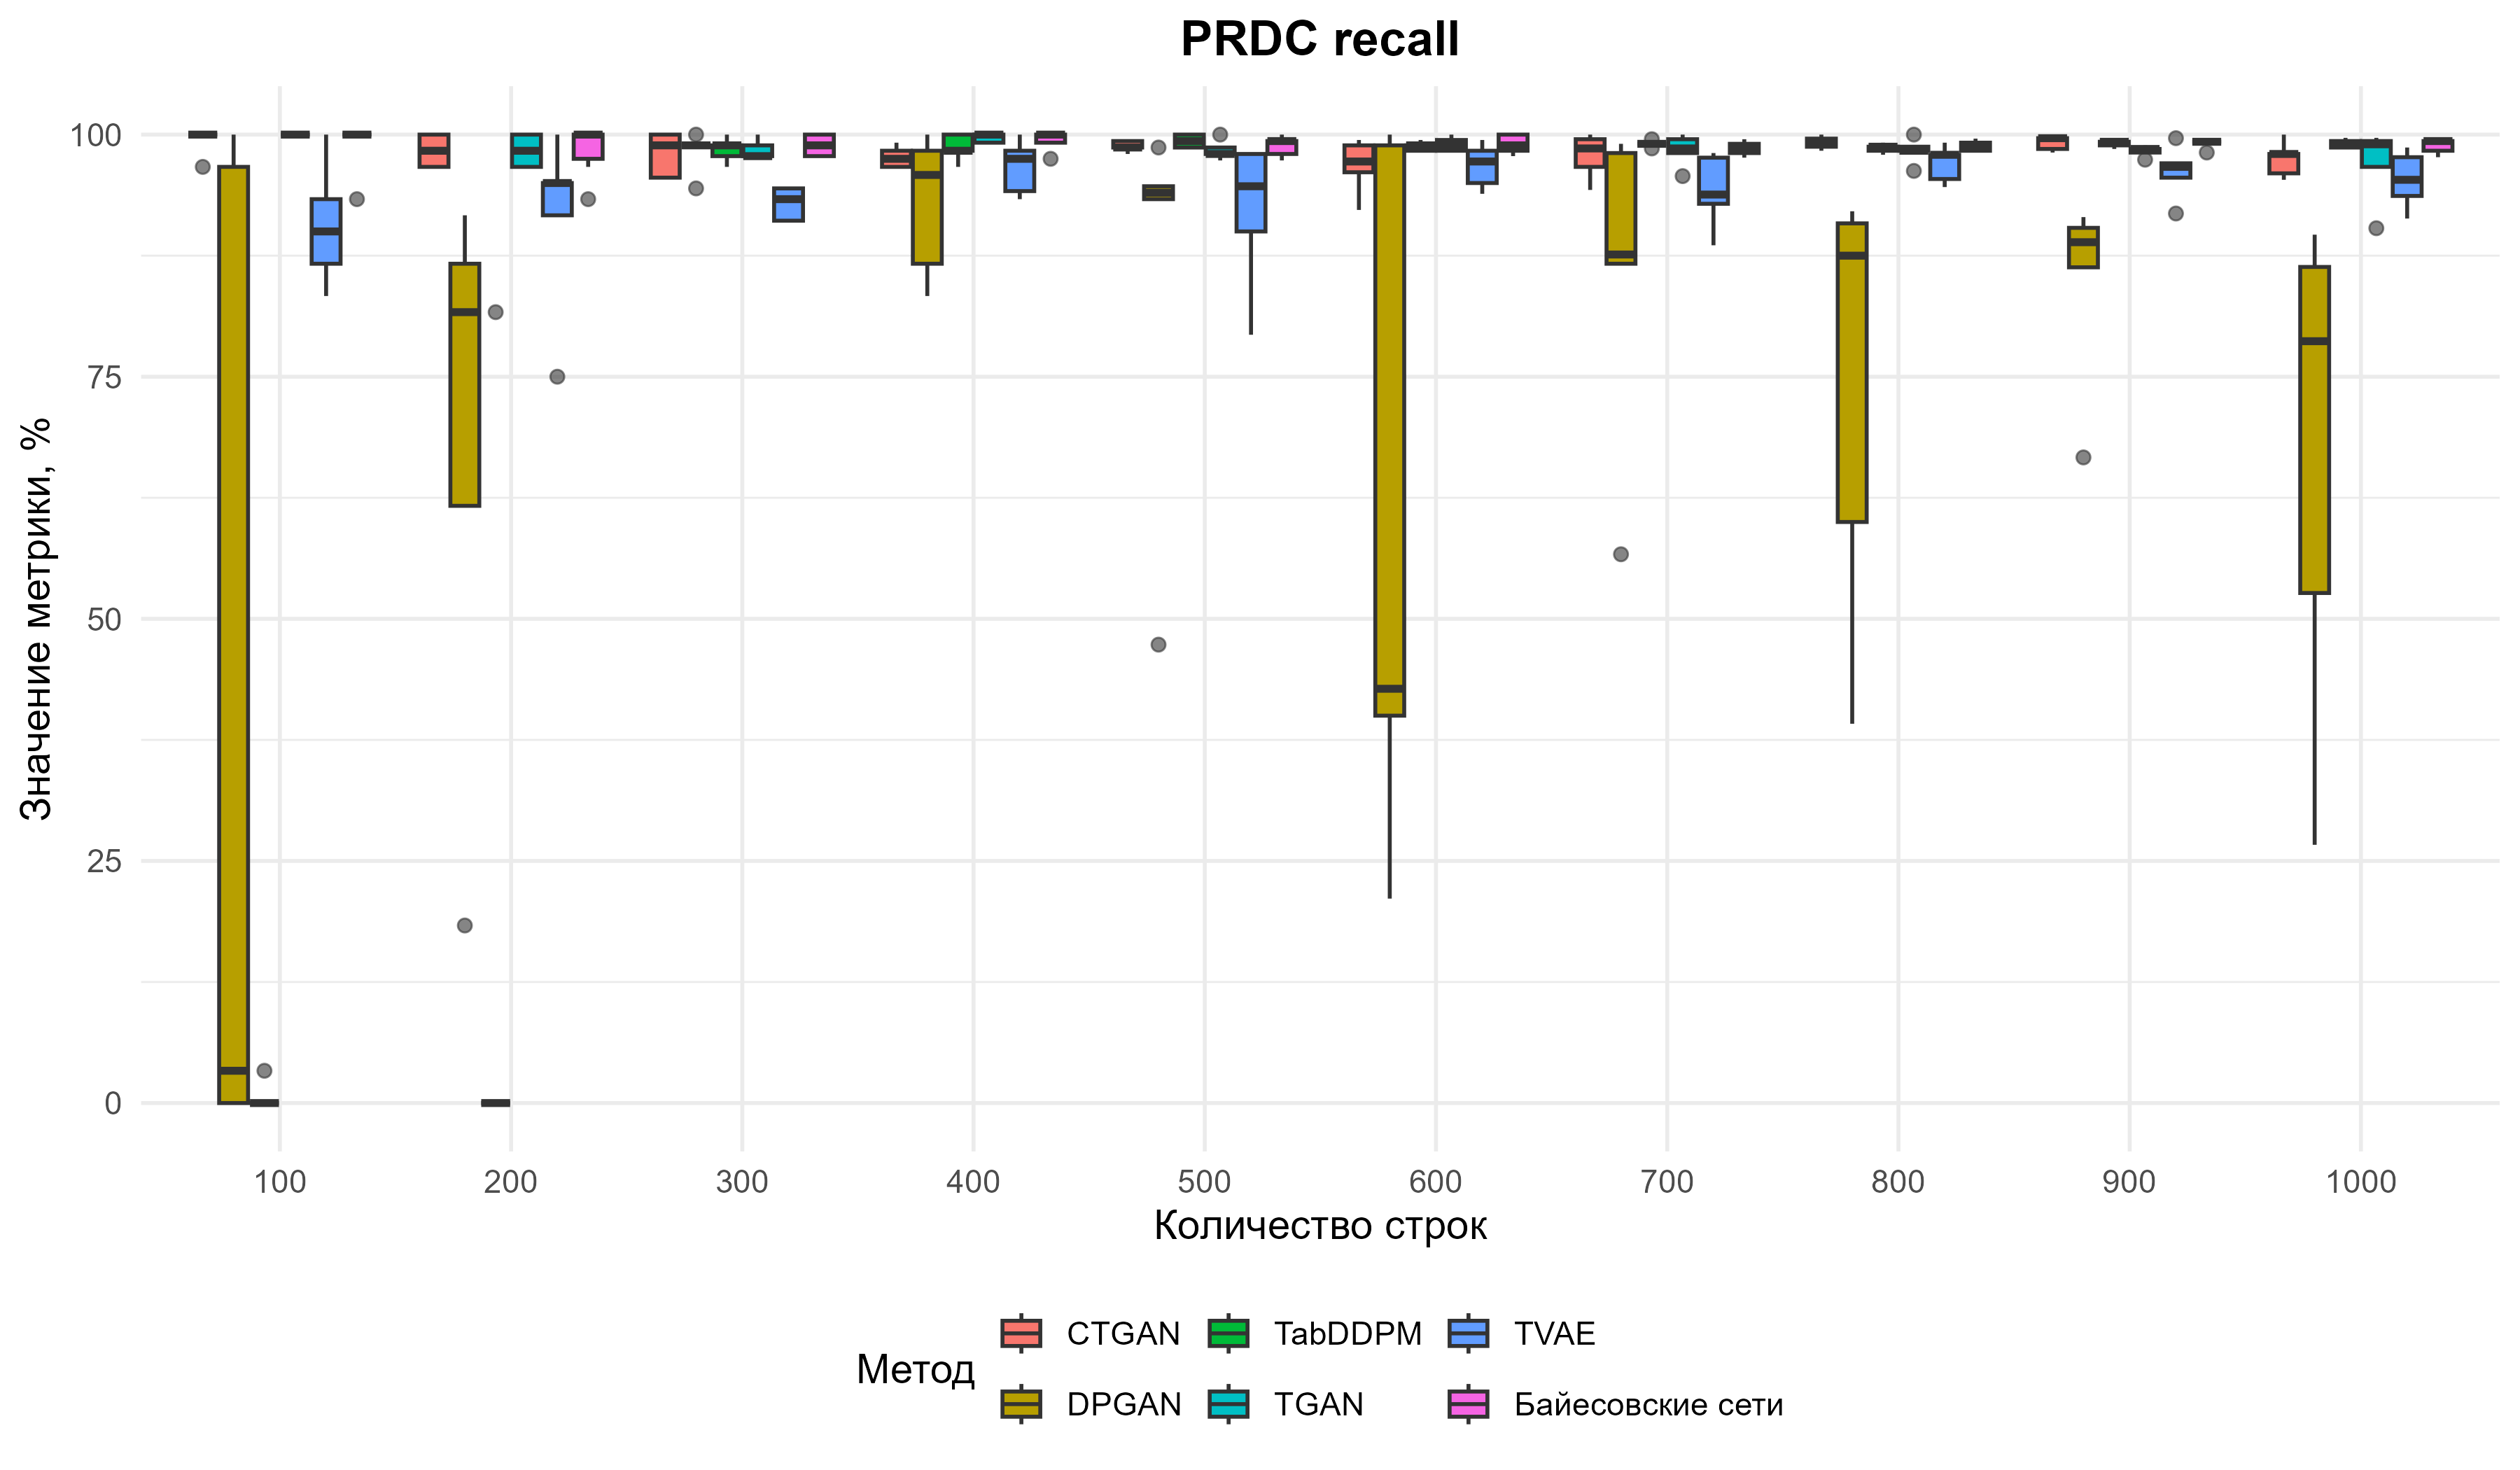 PRDC recall
Значение метрики, %
100
75
50
25
0
100 200 300 400 500 600 700 800 900 1000
Количество строк
Метод
CTGAN TabDDPM TVAE
DPGAN TGAN Байесовские сети